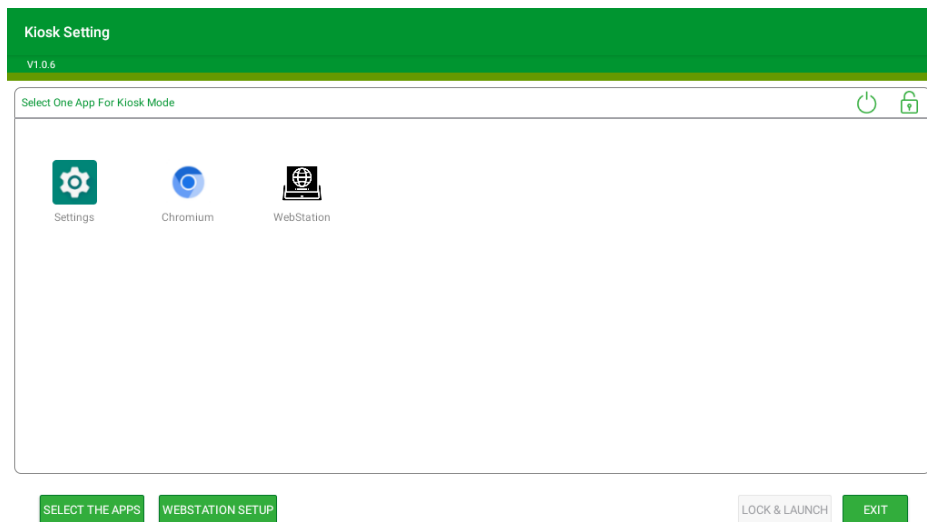 Kiosk Setting
V1.0.6
Select One App For Kiosk Mode
Settings Chromium WebStation
SELECT THE APPS WEBSTATION SETUP LOCK & LAUNCH EXIT